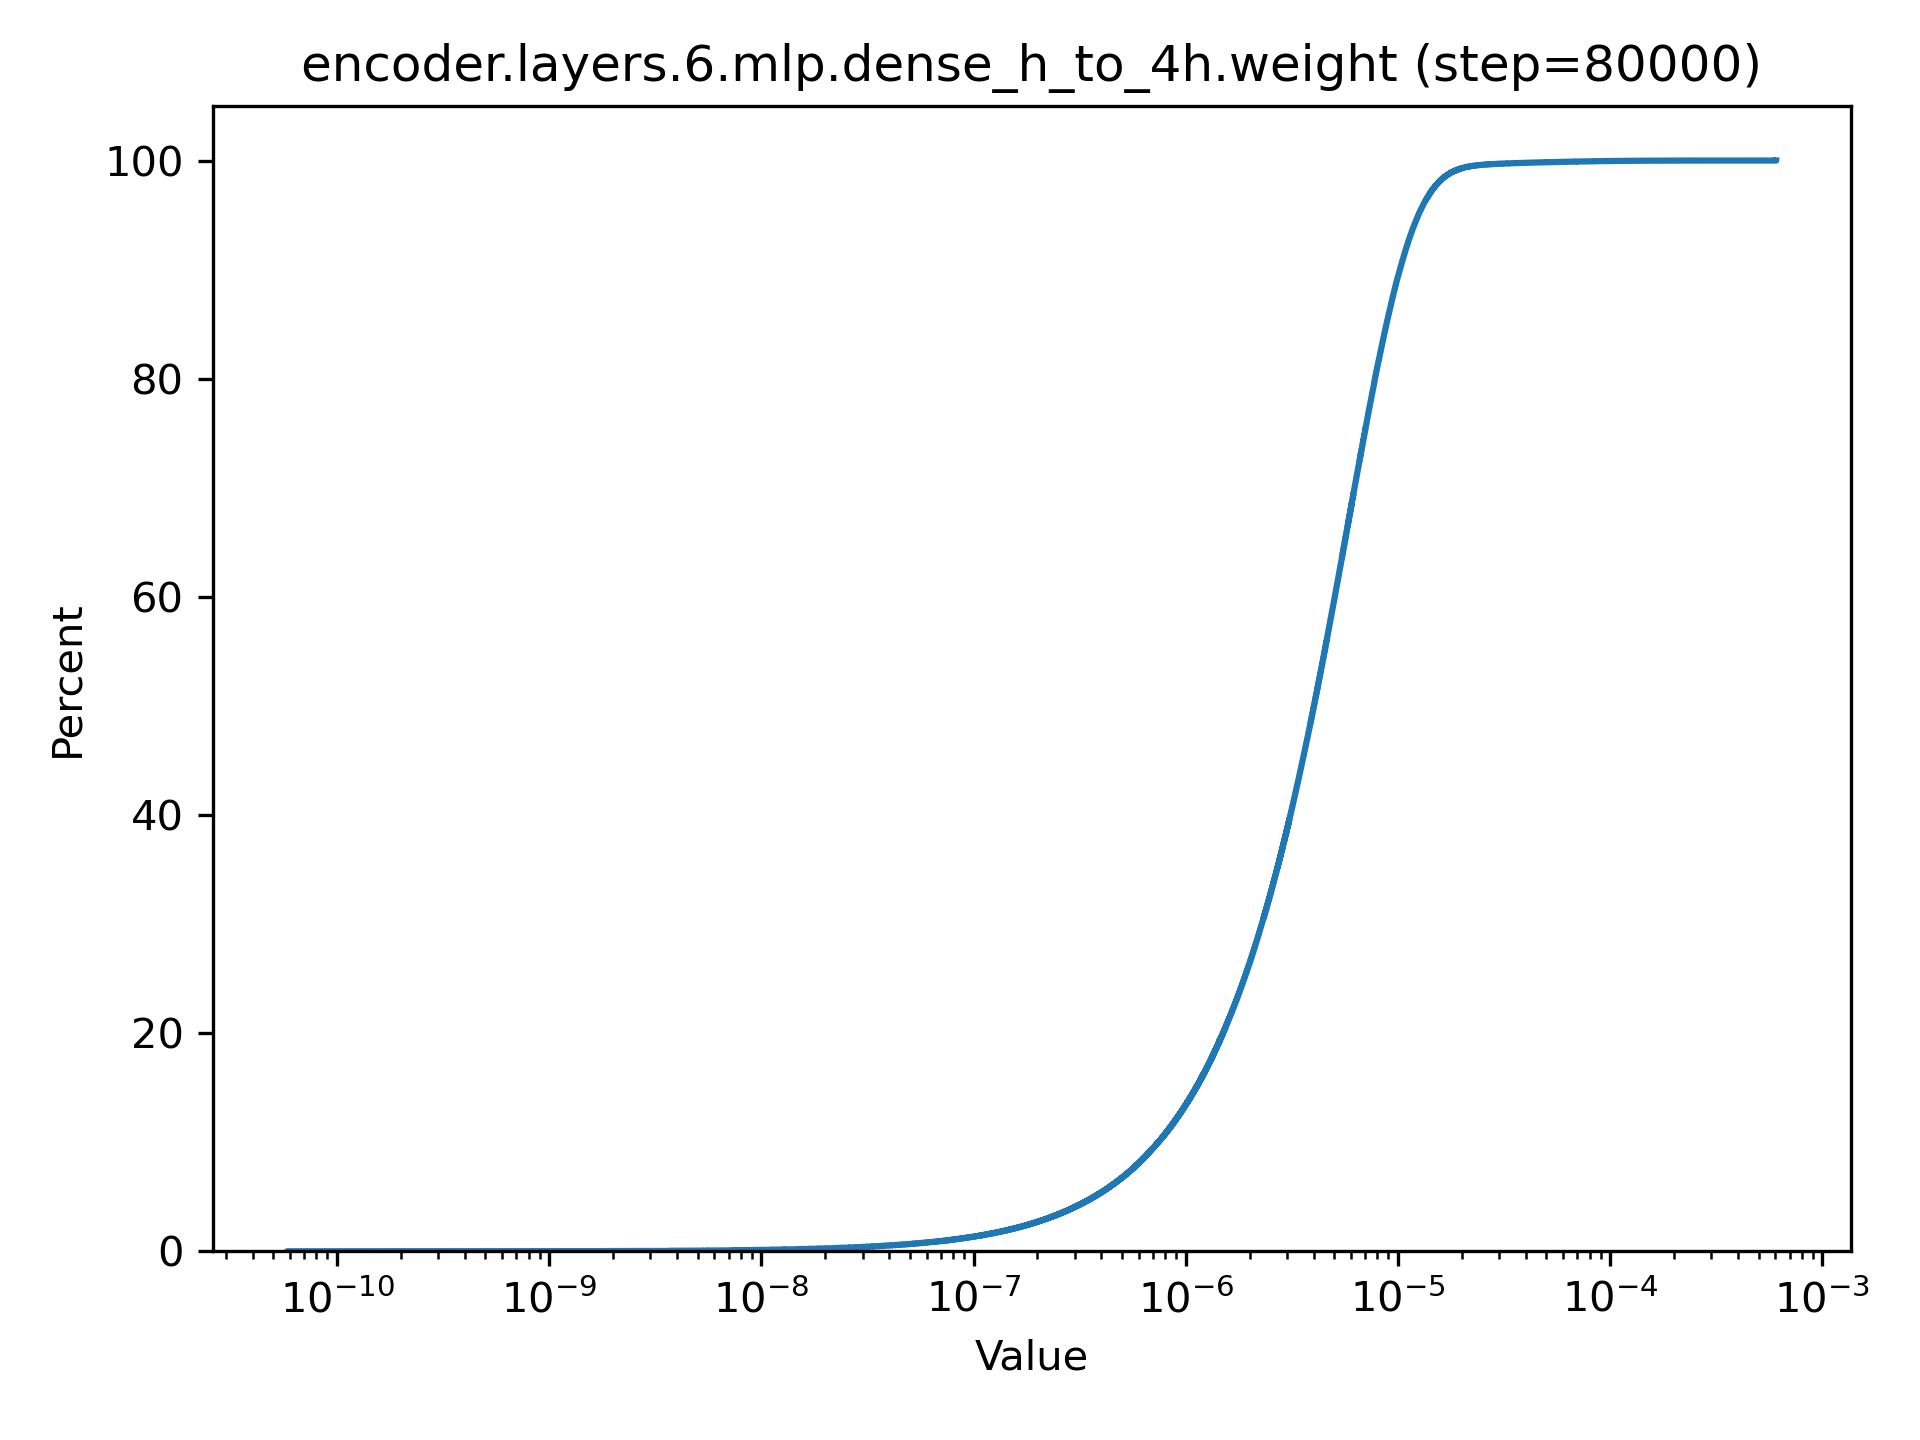 encoder.layers.6.mlp.dense_h_to_4h.weight (step=80000)
100
80
60
40
20
0
Percent
10⁻¹⁰ 10⁻⁹ 10⁻⁸ 10⁻⁷ 10⁻⁶ 10⁻⁵ 10⁻⁴ 10⁻³
Value